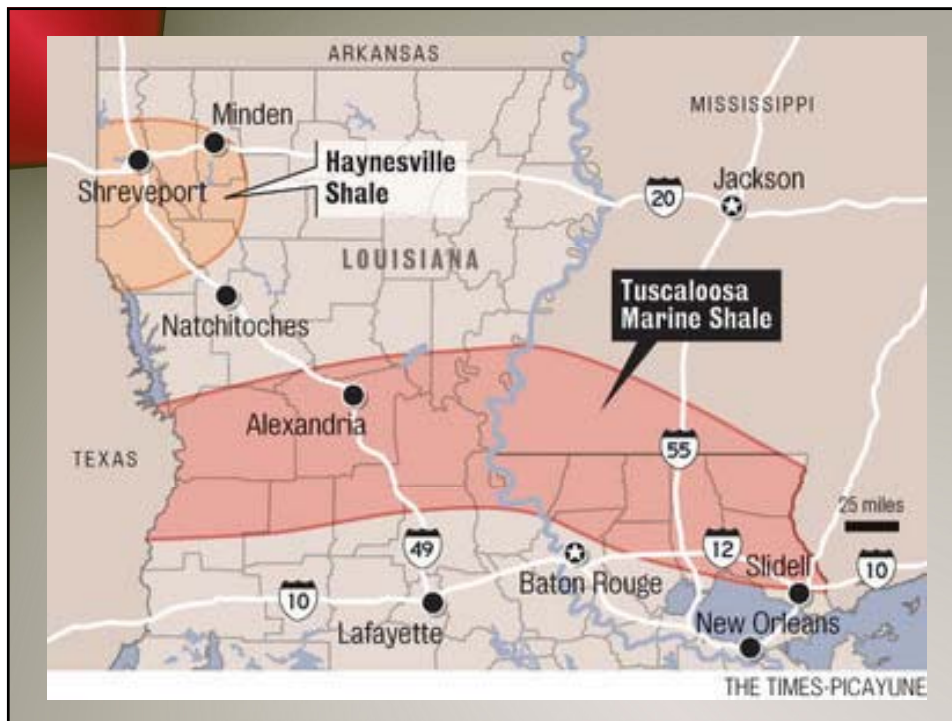 ARKANSAS
MISSISSIPPI
Minden
Haynesville
Shale
Shreveport
Jackson
20
LOUISIANA
Tuscaloosa
Marine Shale
Natchitoches
Alexandria
TEXAS
55
25 miles
49
12
Slidell
10
Baton Rouge
10
Lafayette
New Orleans
THE TIMES-PICAYUNE